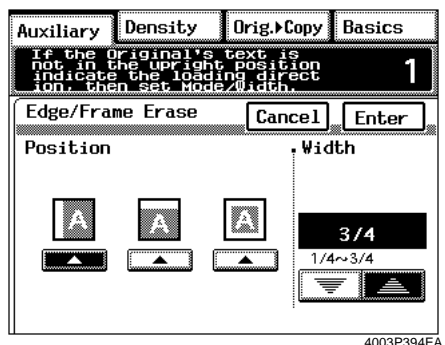 Auxiliary Density Orig.▸Copy Basics
If the Original's text is
not in the upright position
indicate the loading direct
ion, then set Mode/Width.
1
Edge/Frame Erase Cancel Enter
Position Width
A A A
3/4
1/4~3/4
4003P394EA